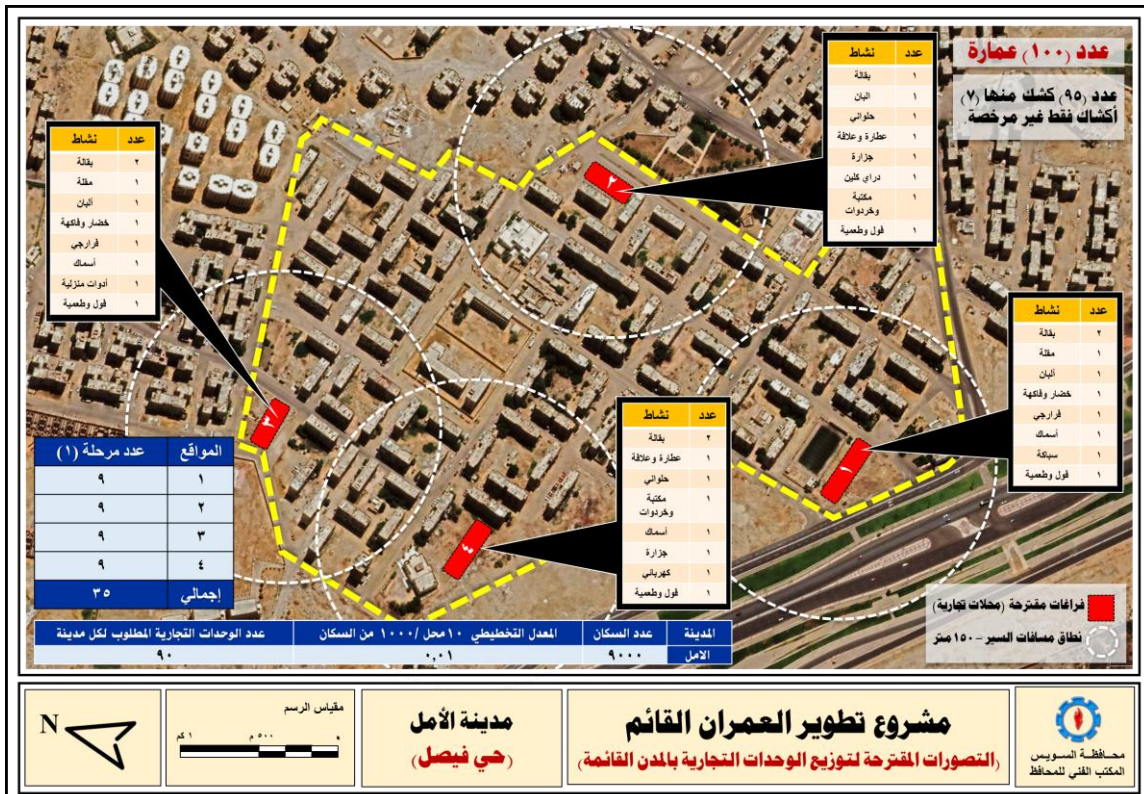 عدد (١٠٠) عمارة
عدد (٩٥) كشك منها (٧)
أكشاك فقط غير مرخصة
نشاط عدد
بقالة ١
البان ١
حلواني ١
عطارة وعلافة ١
جزارة ١
دراي كلين ١
مكتبة وخردوات ١
فول وطعمية ١
نشاط عدد
بقالة ٢
مقلة ١
ألبان ١
خضار وفاكهة ١
فرارجي ١
أسماك ١
أدوات منزلية ١
فول وطعمية ١
نشاط عدد
بقالة ٢
مقلة ١
ألبان ١
خضار وفاكهة ١
فرارجي ١
أسماك ١
سباكة ١
فول وطعمية ١
نشاط عدد
بقالة ٢
عطارة وعلافة ١
حلواني ١
مكتبة وخردوات ١
أسماك ١
جزارة ١
كهربائي ١
فول وطعمية ١
٢
٣
١
٤
المواقع عدد مرحلة (١)
١ ٩
٢ ٩
٣ ٩
٤ ٩
إجمالي ٣٥
فراغات مقترحة (محلات تجارية)
نطاق مسافات السير - ١٥٠ متر
المدينة عدد السكان المعدل التخطيطي ١٠ محل /١٠٠٠ من السكان عدد الوحدات التجارية المطلوب لكل مدينة
الامل ٩٠٠٠ ٠,٠١ ٩٠
محافظة السويس
المكتب الفني للمحافظ
مشروع تطوير العمران القائم
(التصورات المقترحة لتوزيع الوحدات التجارية بالمدن القائمة)
مدينة الأمل
(حي فيصل)
مقياس الرسم
٠ ٥٠٠ م ١ كم
N